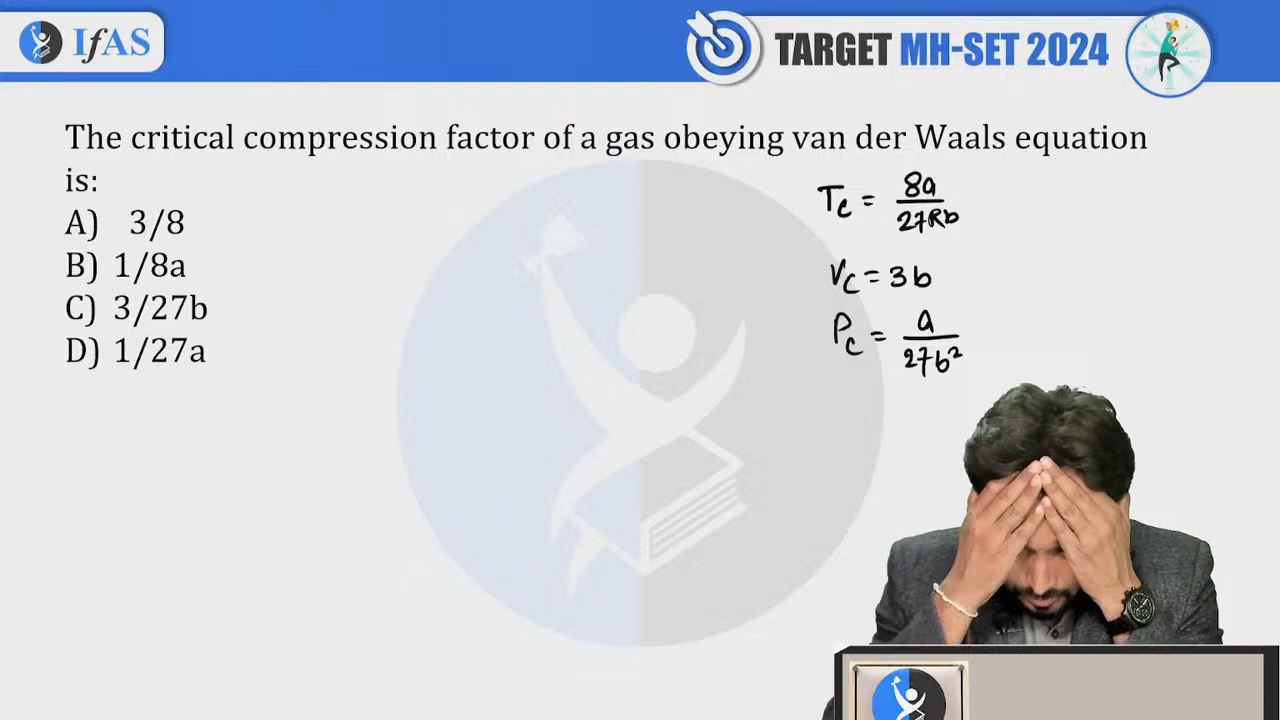 IfAS
TARGET MH-SET 2024
The critical compression factor of a gas obeying van der Waals equation
is:
A) 3/8
B) 1/8a
C) 3/27b
D) 1/27a
Tc = 8a/27Rb
Vc = 3b
Pc = a/27b²